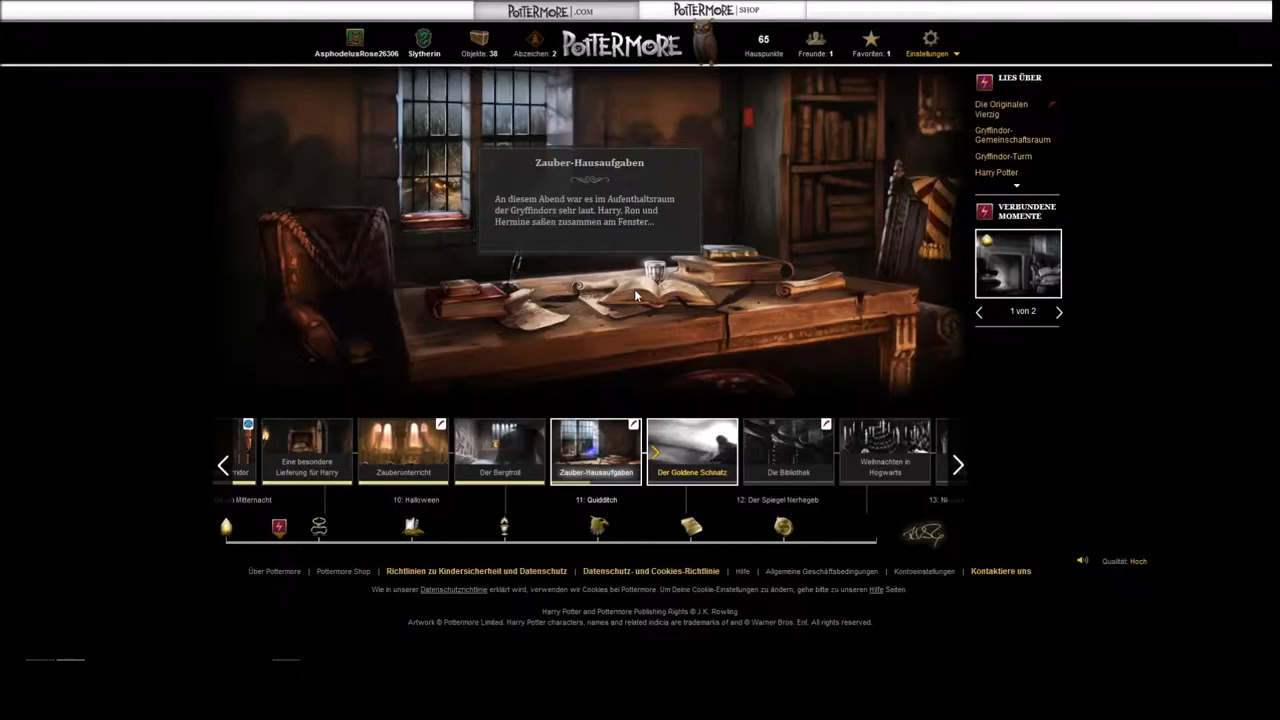 POTTERMORE .COM
POTTERMORE SHOP
AsphodelusRose26306
Slytherin
Objekte: 38
Abzeichen: 2
POTTERMORE
65
Hauspunkte
Freunde: 1
Favoriten: 1
Einstellungen
LIES ÜBER
Die Originalen
Vierzig
Gryffindor-
Gemeinschaftsraum
Gryffindor-Turm
Harry Potter
VERBUNDENE
MOMENTE
1 von 2
Zauber-Hausaufgaben
An diesem Abend war es im Aufenthaltsraum
der Gryffindors sehr laut. Harry, Ron und
Hermine saßen zusammen am Fenster...
ridor
Eine besondere
Lieferung für Harry
Zauberunterricht
Der Bergtroll
Zauber-Hausaufgaben
Der Goldene Schnatz
Die Bibliothek
Weihnachten in
Hogwarts
Mitternacht
10: Halloween
11: Quidditch
12: Der Spiegel Nerhegeb
13: Ni
Qualität: Hoch
Über Pottermore | Pottermore Shop | Richtlinien zu Kindersicherheit und Datenschutz | Datenschutz- und Cookies-Richtlinie | Hilfe | Allgemeine Geschäftsbedingungen | Kontoeinstellungen | Kontaktiere uns
Wie in unserer Datenschutzrichtlinie erklärt wird, verwenden wir Cookies bei Pottermore. Um Deine Cookie-Einstellungen zu ändern, gehe bitte zu unseren Hilfe Seiten.
Harry Potter and Pottermore Publishing Rights © J.K. Rowling
Artwork © Pottermore Limited. Harry Potter characters, names and related indicia are trademarks of and © Warner Bros. Ent. All rights reserved.